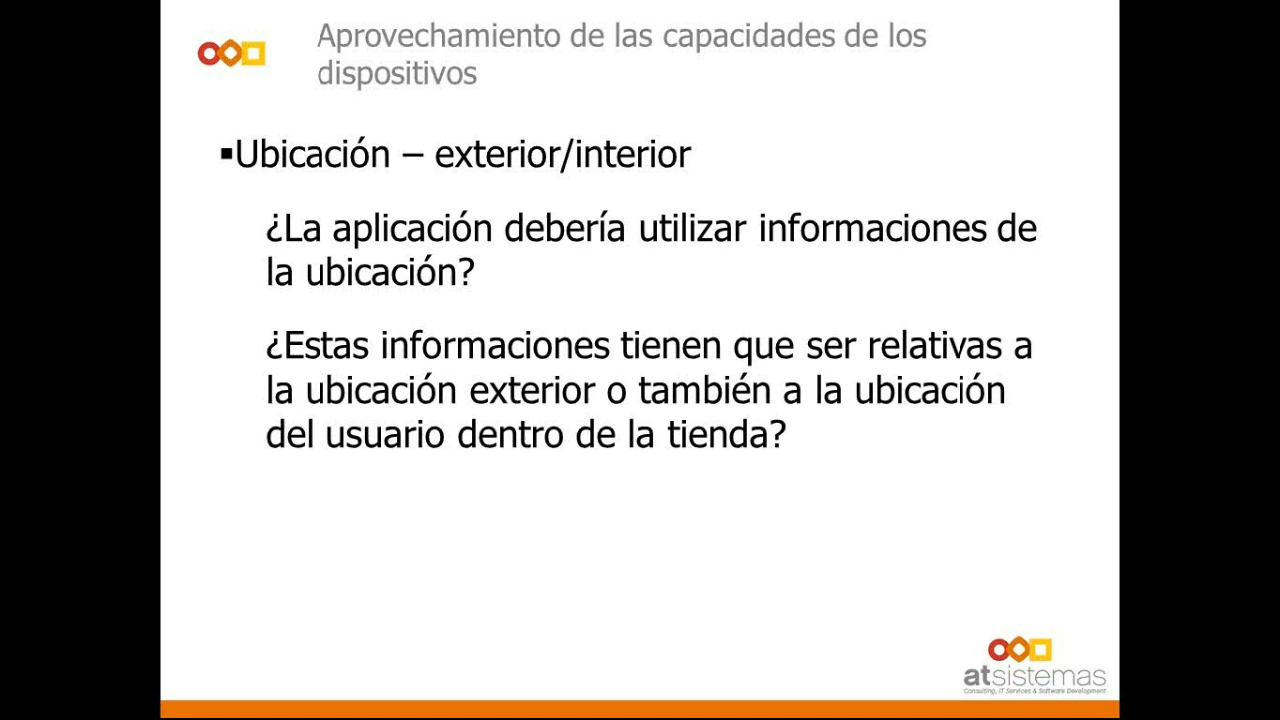 Aprovechamiento de las capacidades de los
dispositivos
▪Ubicación – exterior/interior
¿La aplicación debería utilizar informaciones de
la ubicación?
¿Estas informaciones tienen que ser relativas a
la ubicación exterior o también a la ubicación
del usuario dentro de la tienda?
atsistemas
Consulting, IT Services & Software Development